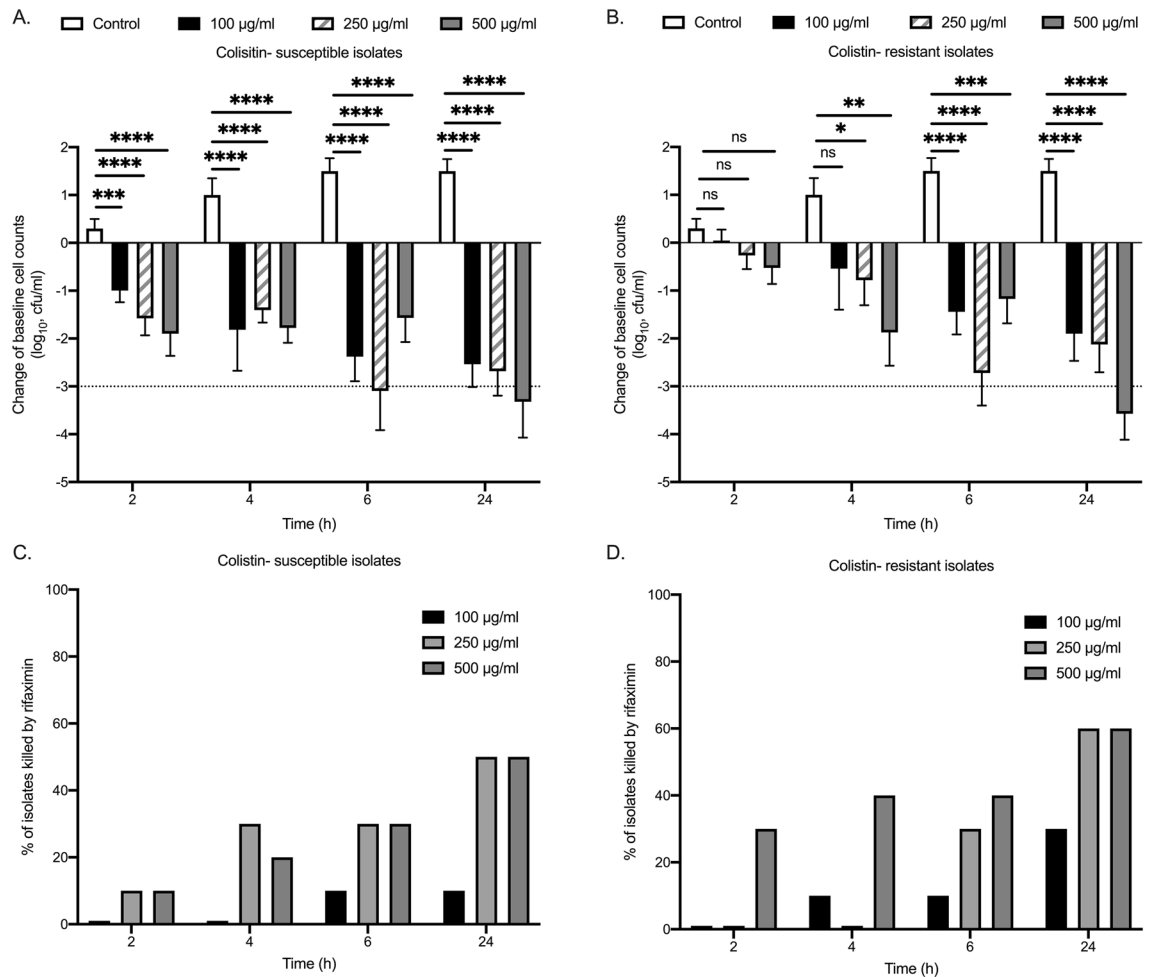 A.
Control 100 µg/ml 250 µg/ml 500 µg/ml
Colisitin- susceptible isolates
**** **** ***
**** **** ****
**** **** ****
**** **** ****
2
1
0
-1
-2
-3
-4
-5
Change of baseline cell counts
(log10, cfu/ml)
2 4 6 24
Time (h)
B.
Control 100 µg/ml 250 µg/ml 500 µg/ml
Colistin- resistant isolates
ns ns ns
** * ns
*** **** ****
**** **** ****
2
1
0
-1
-2
-3
-4
-5
Change of baseline cell counts
(log10, cfu/ml)
2 4 6 24
Time (h)
C.
Colistin- susceptible isolates
100 µg/ml
250 µg/ml
500 µg/ml
100
80
60
40
20
0
% of isolates killed by rifaximin
2 4 6 24
Time (h)
D.
Colistin- resistant isolates
100 µg/ml
250 µg/ml
500 µg/ml
100
80
60
40
20
0
% of isolates killed by rifaximin
2 4 6 24
Time (h)